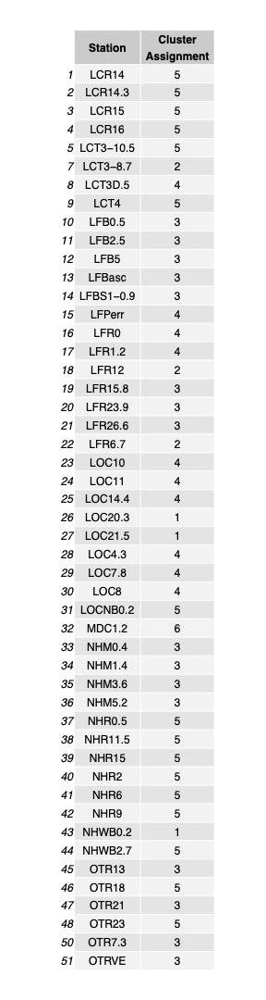 Station Cluster Assignment
1 LCR14 5
2 LCR14.3 5
3 LCR15 5
4 LCR16 5
5 LCT3−10.5 5
7 LCT3−8.7 2
8 LCT3D.5 4
9 LCT4 5
10 LFB0.5 3
11 LFB2.5 3
12 LFB5 3
13 LFBasc 3
14 LFBS1−0.9 3
15 LFPerr 4
16 LFR0 4
17 LFR1.2 4
18 LFR12 2
19 LFR15.8 3
20 LFR23.9 3
21 LFR26.6 3
22 LFR6.7 2
23 LOC10 4
24 LOC11 4
25 LOC14.4 4
26 LOC20.3 1
27 LOC21.5 1
28 LOC4.3 4
29 LOC7.8 4
30 LOC8 4
31 LOCNB0.2 5
32 MDC1.2 6
33 NHM0.4 3
34 NHM1.4 3
35 NHM3.6 3
36 NHM5.2 3
37 NHR0.5 5
38 NHR11.5 5
39 NHR15 5
40 NHR2 5
41 NHR6 5
42 NHR9 5
43 NHWB0.2 1
44 NHWB2.7 5
45 OTR13 3
46 OTR18 5
47 OTR21 3
48 OTR23 5
50 OTR7.3 3
51 OTRVE 3